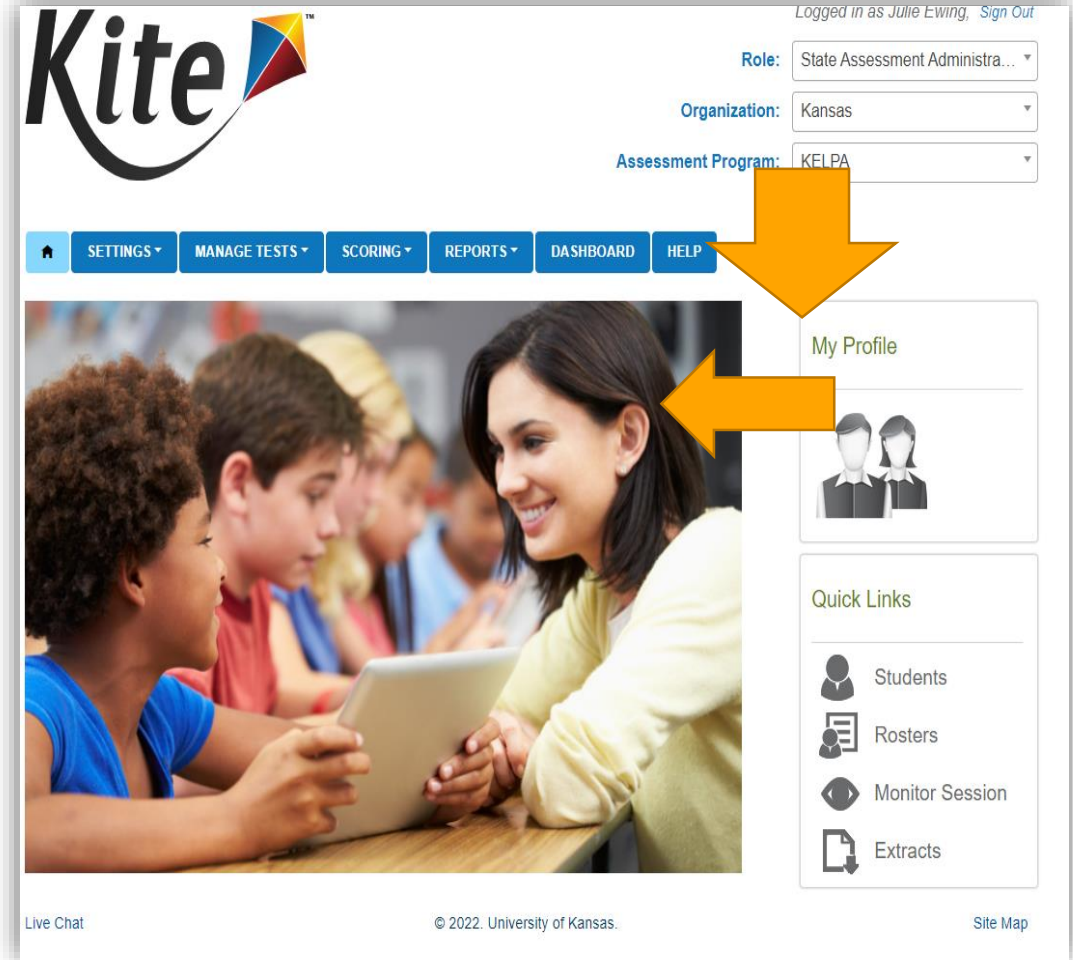 Kite™
Logged in as Julie Ewing, Sign Out
Role: State Assessment Administra...
Organization: Kansas
Assessment Program: KELPA
SETTINGS MANAGE TESTS SCORING REPORTS DASHBOARD HELP
My Profile
Quick Links
Students
Rosters
Monitor Session
Extracts
Live Chat © 2022. University of Kansas. Site Map